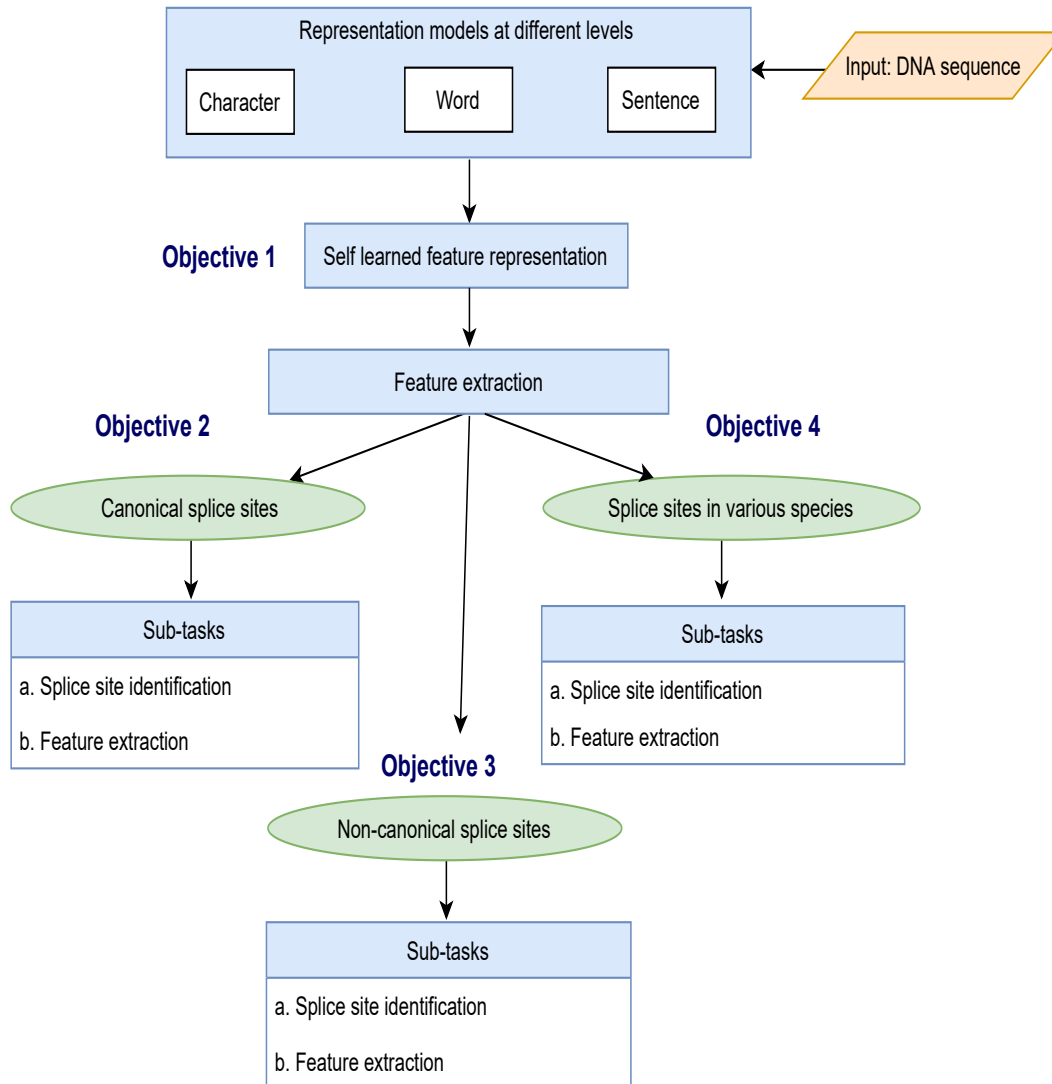 Representation models at different levels
Input: DNA sequence
Character
Word
Sentence
Objective 1
Self learned feature representation
Feature extraction
Objective 2
Objective 4
Canonical splice sites
Splice sites in various species
Sub-tasks
a. Splice site identification
b. Feature extraction
Sub-tasks
a. Splice site identification
b. Feature extraction
Objective 3
Non-canonical splice sites
Sub-tasks
a. Splice site identification
b. Feature extraction